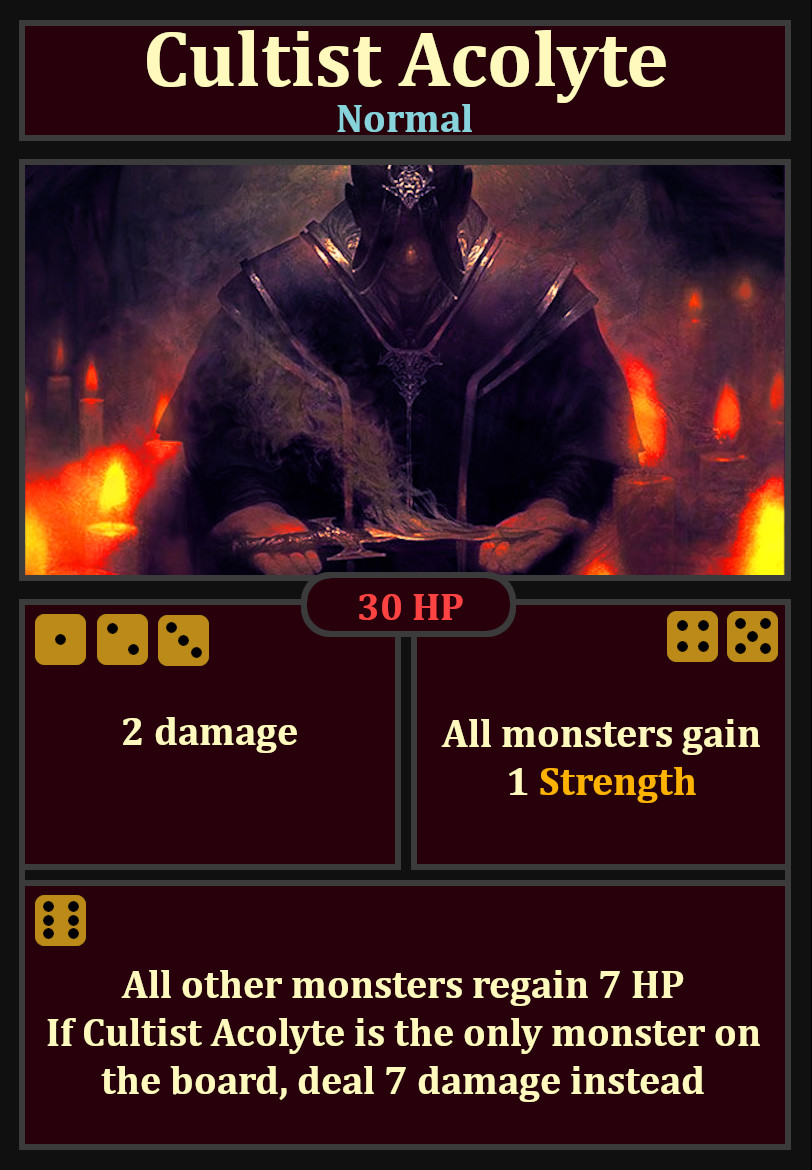 Cultist Acolyte
Normal
30 HP
2 damage
All monsters gain
1 Strength
All other monsters regain 7 HP
If Cultist Acolyte is the only monster on
the board, deal 7 damage instead